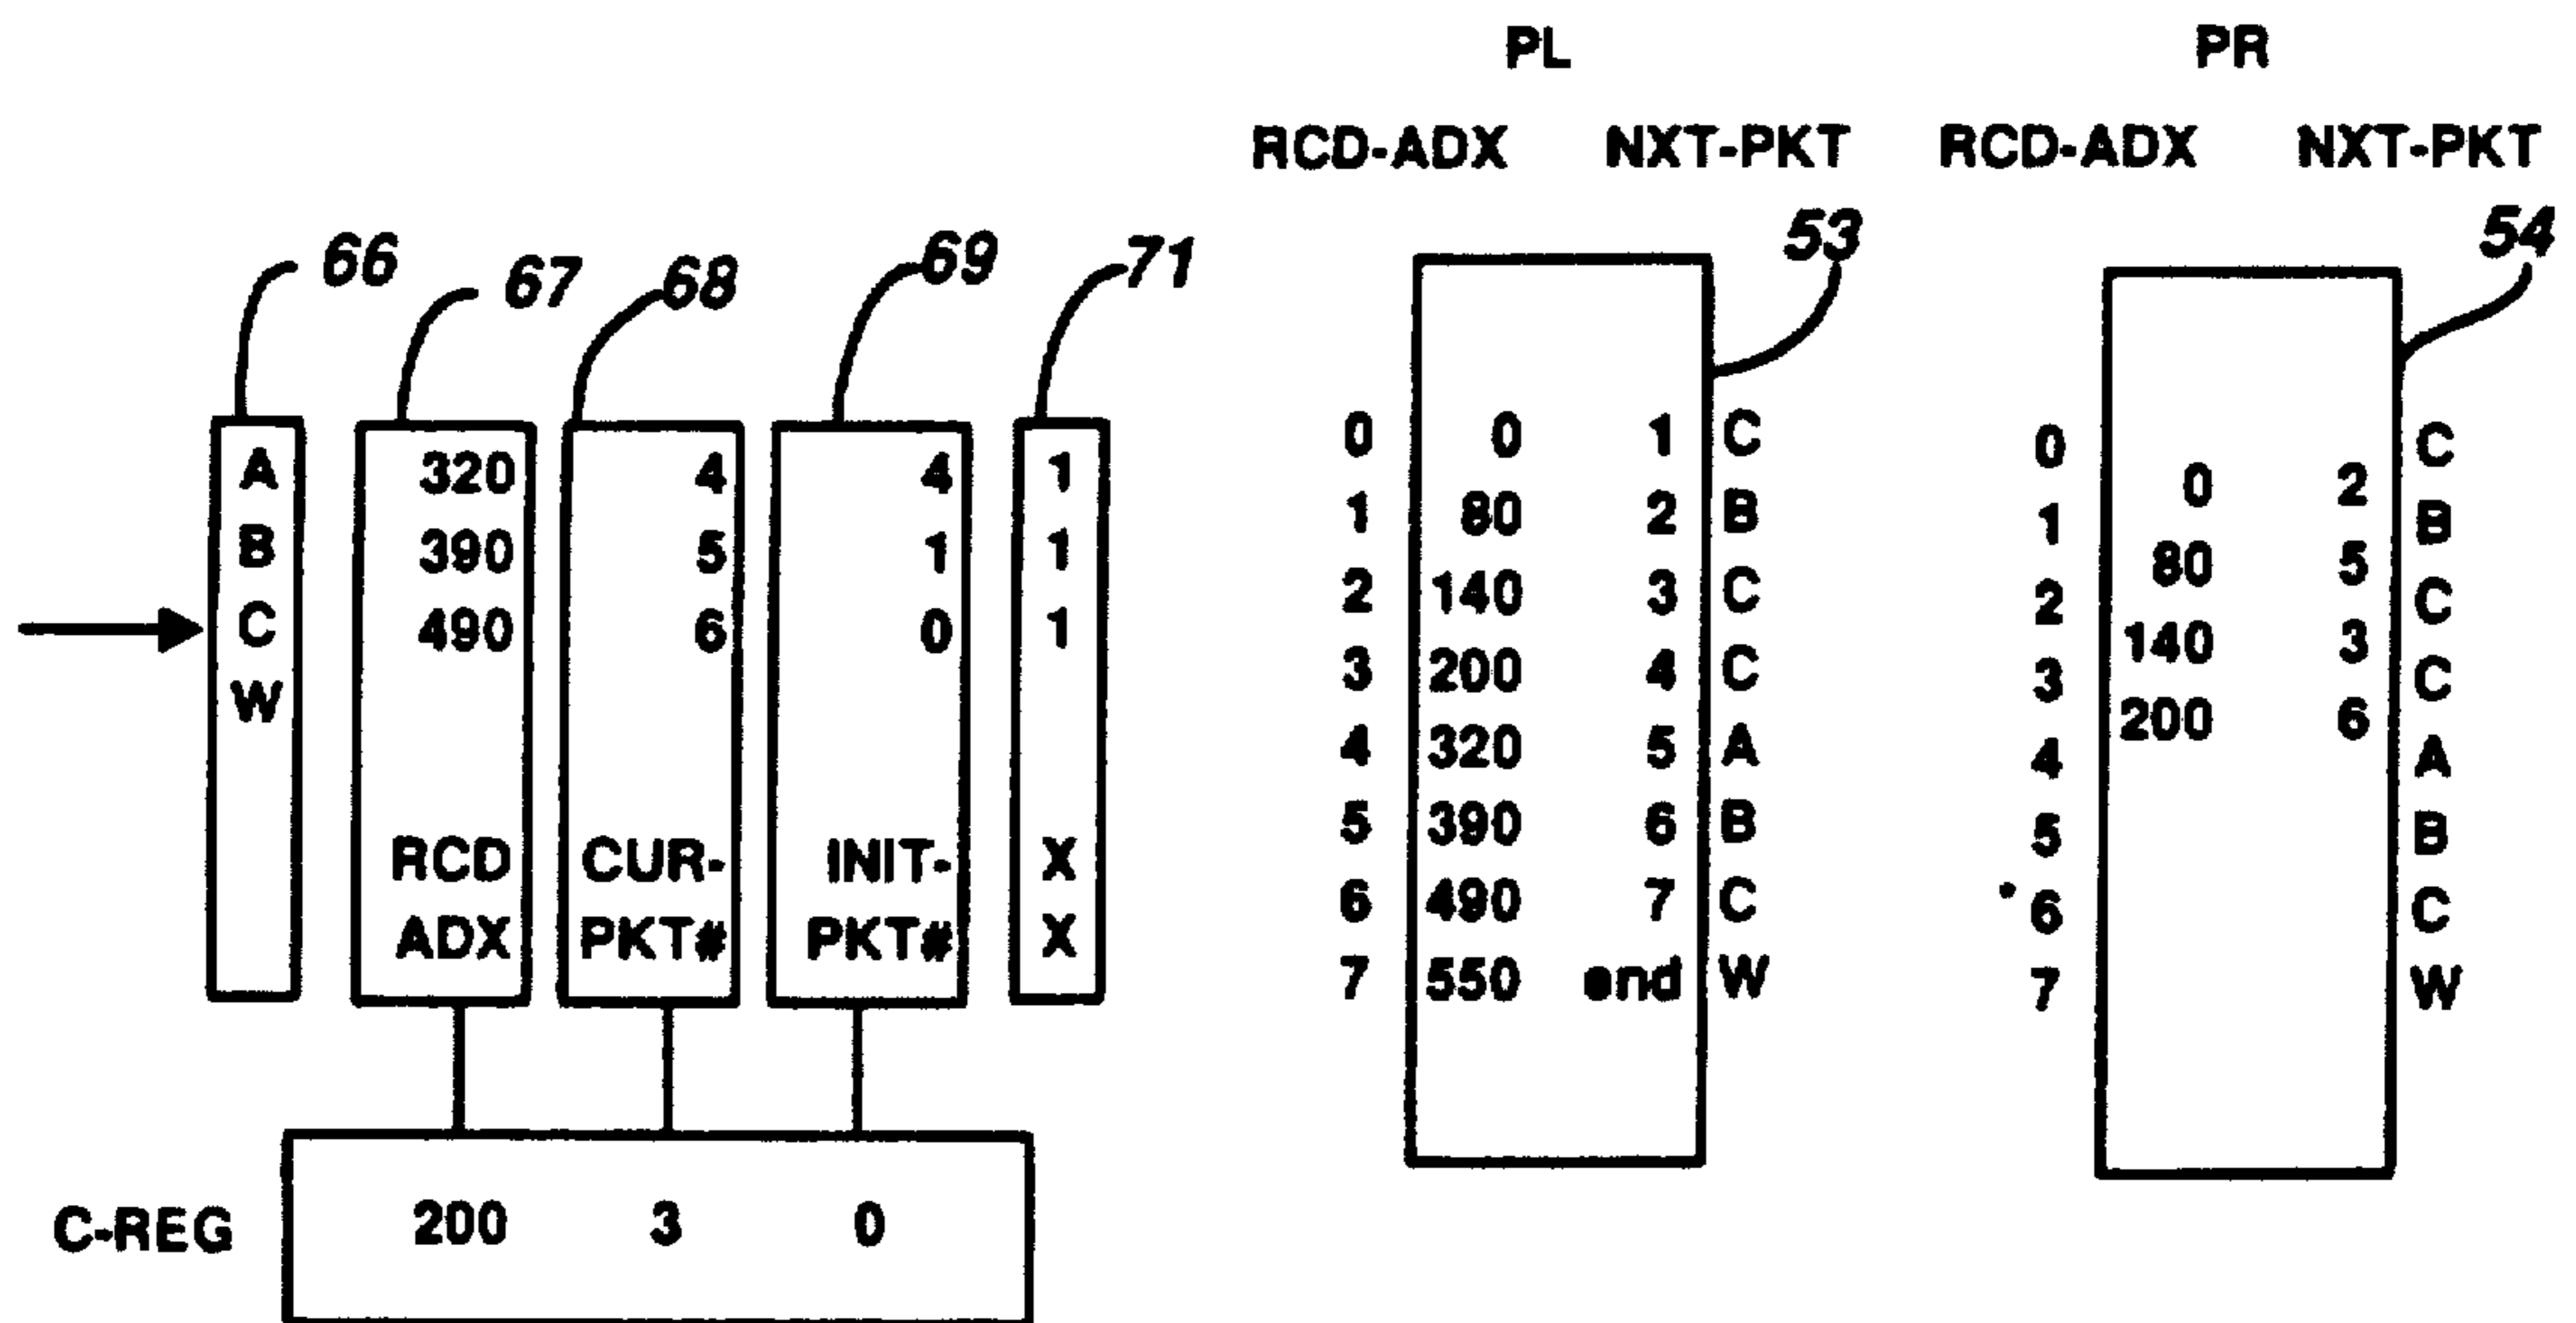 PL PR
RCD-ADX NXT-PKT RCD-ADX NXT-PKT
66 67 68 69 71 53 54
A 320 4 4 1
B 390 5 1 1
C 490 6 0 1
W
RCD CUR- INIT- X
ADX PKT# PKT# X
C-REG 200 3 0
0 0 1 C
1 80 2 B
2 140 3 C
3 200 4 C
4 320 5 A
5 390 6 B
6 490 7 C
7 550 end W
0 0 2 C
1 80 5 B
2 140 3 C
3 200 6 C
4 A
5 B
6 C
7 W